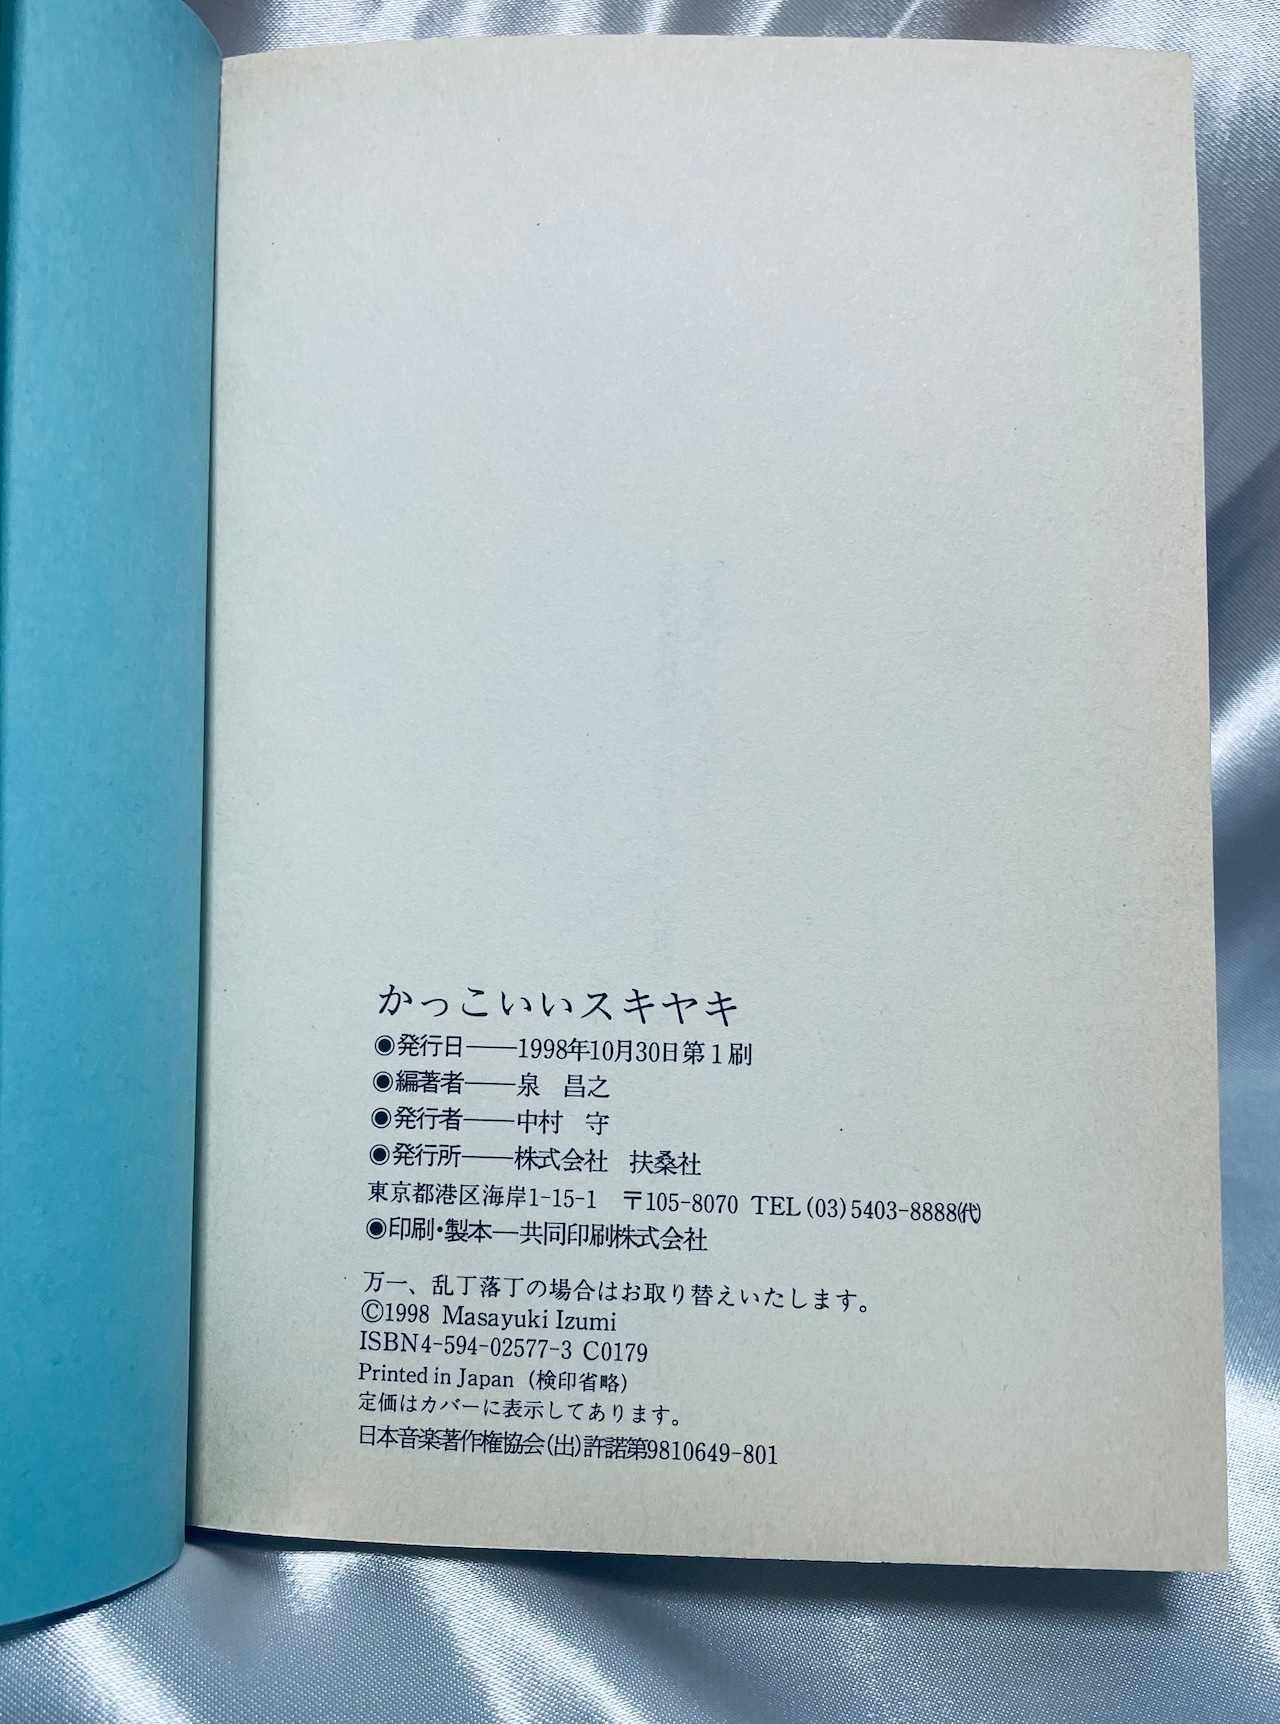 かっこいいスキヤキ
◉発行日——1998年10月30日第1刷
◉編著者——泉　昌之
◉発行者——中村　守
◉発行所——株式会社　扶桑社
東京都港区海岸1-15-1　〒105-8070 TEL(03)5403-8888㈹
◉印刷・製本—共同印刷株式会社
万一、乱丁落丁の場合はお取り替えいたします。
©1998 Masayuki Izumi
ISBN4-594-02577-3 C0179
Printed in Japan（検印省略）
定価はカバーに表示してあります。
日本音楽著作権協会(出)許諾第9810649-801